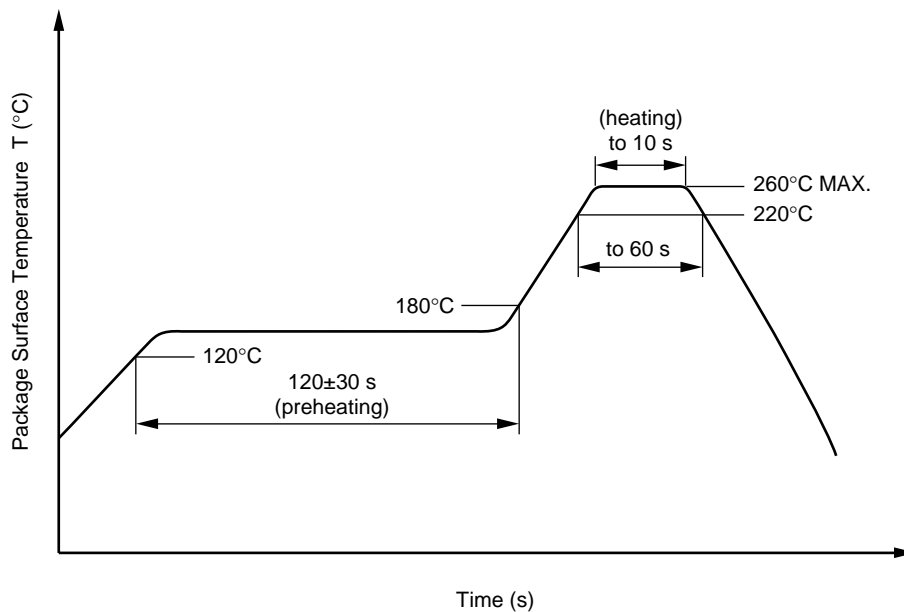 Package Surface Temperature T (°C)
(heating)
to 10 s
260°C MAX.
220°C
to 60 s
180°C
120°C
120±30 s
(preheating)
Time (s)